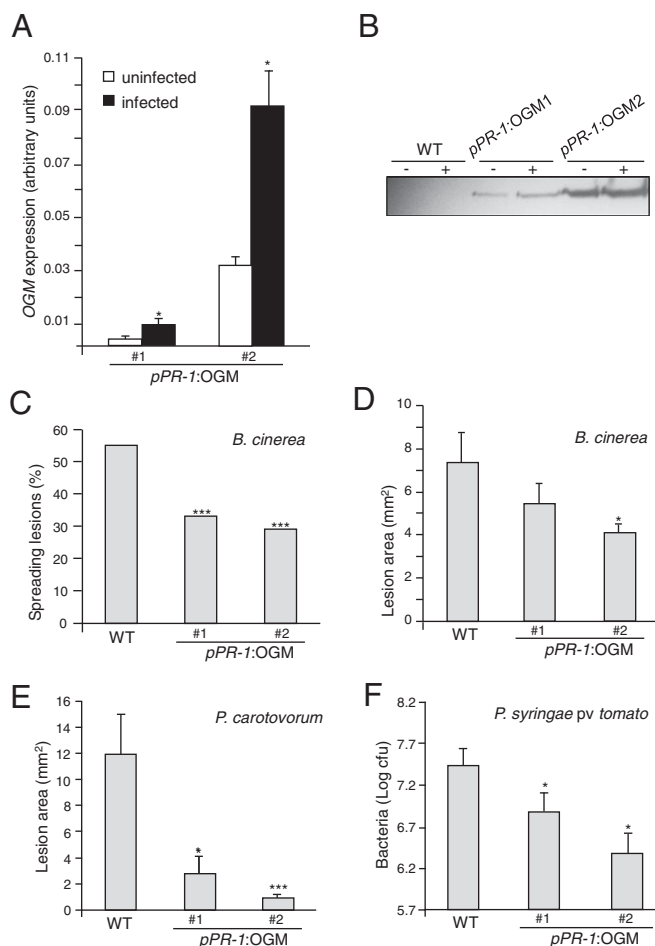 A
OGM expression (arbitrary units)
0.11
0.09
0.05
0.03
0.01
uninfected
infected
*
*
#1
#2
pPR-1:OGM
B
WT
pPR-1:OGM1
pPR-1:OGM2
- + - + - +
C
Spreading lesions (%)
60
50
40
30
20
10
0
B. cinerea
***
***
WT
#1
#2
pPR-1:OGM
D
Lesion area (mm²)
10
8
6
4
2
0
B. cinerea
*
WT
#1
#2
pPR-1:OGM
E
Lesion area (mm²)
16
14
12
10
8
6
4
2
0
P. carotovorum
*
***
WT
#1
#2
pPR-1:OGM
F
Bacteria (Log cfu)
8.2
7.7
7.2
6.7
6.2
5.7
P. syringae pv tomato
*
*
WT
#1
#2
pPR-1:OGM